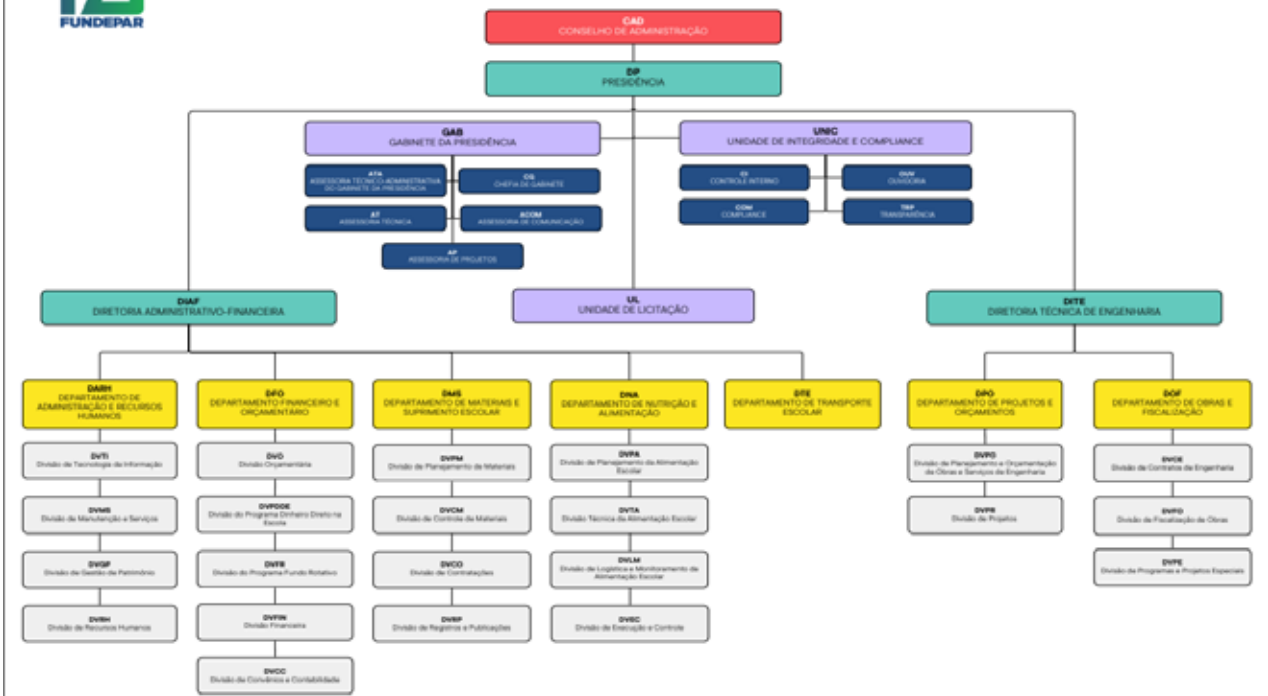 FUNDEPAR
CAD
CONSELHO DE ADMINISTRAÇÃO
DP
PRESIDÊNCIA
GAB
GABINETE DA PRESIDÊNCIA
UNIC
UNIDADE DE INTEGRIDADE E COMPLIANCE
ATA
ASSESSORIA TÉCNICO-ADMINISTRATIVA
DO GABINETE DA PRESIDÊNCIA
CG
CHEFIA DE GABINETE
AT
ASSESSORIA TÉCNICA
ACOM
ASSESSORIA DE COMUNICAÇÃO
AP
ASSESSORIA DE PROJETOS
CI
CONTROLE INTERNO
OUV
OUVIDORIA
COM
COMPLIANCE
TRP
TRANSPARÊNCIA
DIAF
DIRETORIA ADMINISTRATIVO-FINANCEIRA
UL
UNIDADE DE LICITAÇÃO
DITE
DIRETORIA TÉCNICA DE ENGENHARIA
DARH
DEPARTAMENTO DE
ADMINISTRAÇÃO E RECURSOS
HUMANOS
DVTI
Divisão de Tecnologia da Informação
DVMS
Divisão de Manutenção e Serviços
DVGP
Divisão de Gestão de Patrimônio
DVRH
Divisão de Recursos Humanos
DFO
DEPARTAMENTO FINANCEIRO E
ORÇAMENTÁRIO
DVO
Divisão Orçamentária
DVPDDE
Divisão do Programa Dinheiro Direto na
Escola
DVFR
Divisão do Programa Fundo Rotativo
DVFIN
Divisão Financeira
DVCC
Divisão de Convênios e Contabilidade
DMS
DEPARTAMENTO DE MATERIAIS E
SUPRIMENTO ESCOLAR
DVPM
Divisão de Planejamento de Materiais
DVCM
Divisão de Controle de Materiais
DVCO
Divisão de Contratações
DVRP
Divisão de Registros e Publicações
DNA
DEPARTAMENTO DE NUTRIÇÃO E
ALIMENTAÇÃO
DVPA
Divisão de Planejamento da Alimentação
Escolar
DVTA
Divisão Técnica da Alimentação Escolar
DVLM
Divisão de Logística e Monitoramento de
Alimentação Escolar
DVEC
Divisão de Execução e Controle
DTE
DEPARTAMENTO DE TRANSPORTE
ESCOLAR
DPO
DEPARTAMENTO DE PROJETOS E
ORÇAMENTOS
DVPO
Divisão de Planejamento e Orçamentação
de Obras e Serviços de Engenharia
DVPR
Divisão de Projetos
DOF
DEPARTAMENTO DE OBRAS E
FISCALIZAÇÃO
DVCE
Divisão de Contratos de Engenharia
DVFO
Divisão de Fiscalização de Obras
DVPE
Divisão de Programas e Projetos Especiais